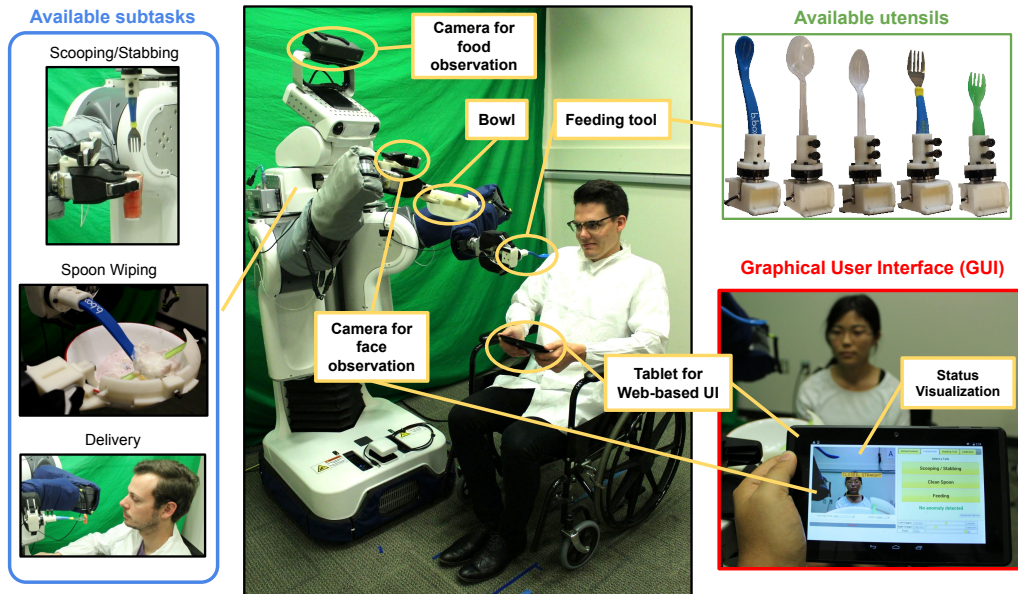 Available subtasks
Scooping/Stabbing
Spoon Wiping
Delivery
Camera for
food
observation
Bowl
Feeding tool
Camera for
face
observation
Tablet for
Web-based UI
Available utensils
Graphical User Interface (GUI)
Status
Visualization
A
Scooping / Stabbing
Clean Spoon
Feeding
No anomaly detected